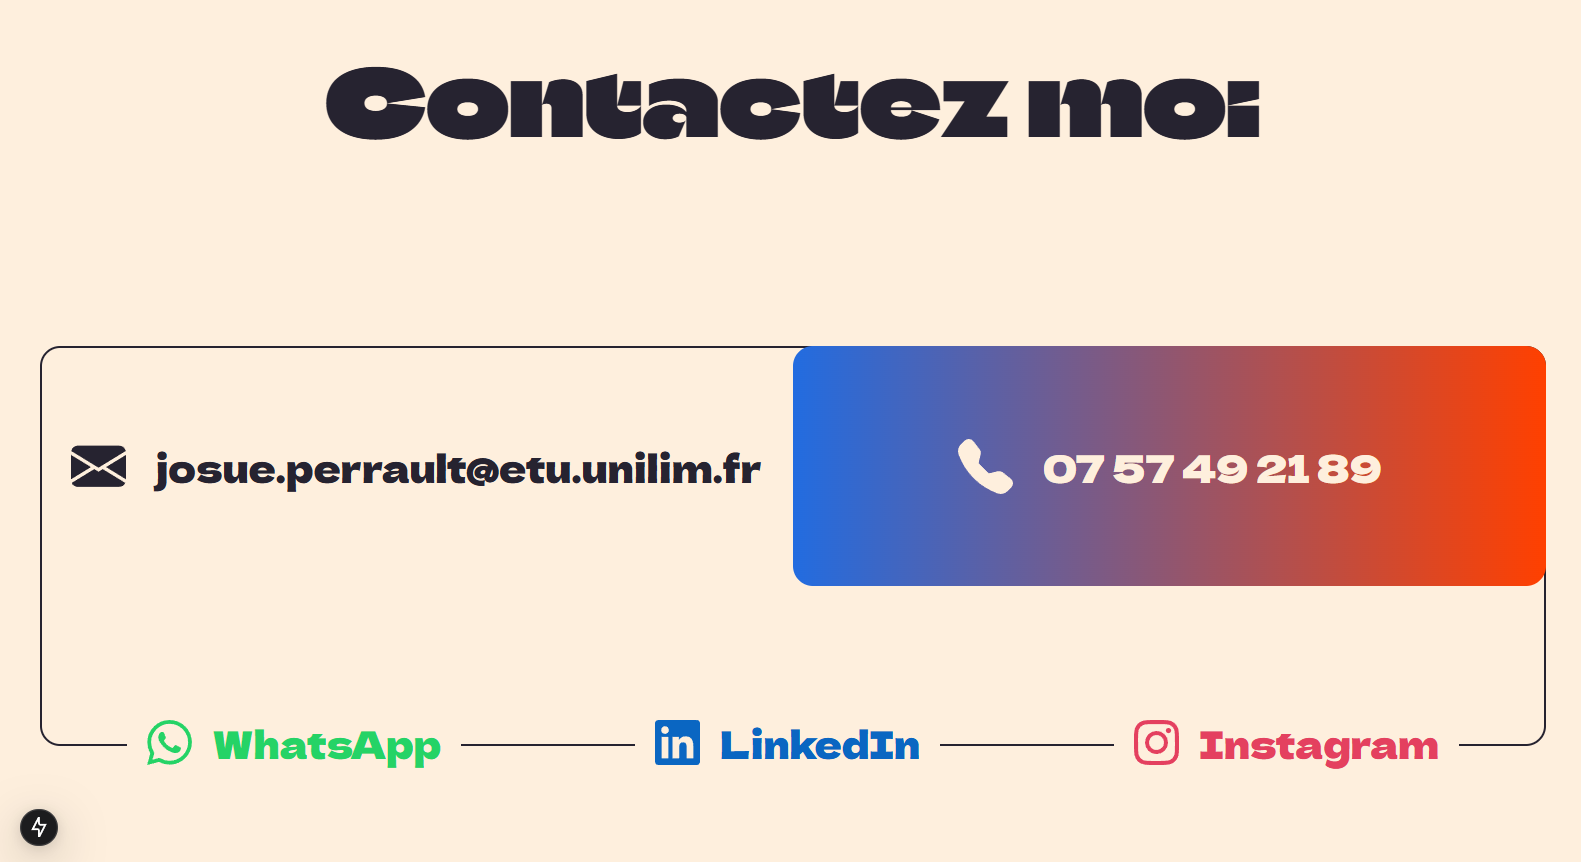 Contactez moi
josue.perrault@etu.unilim.fr
07 57 49 21 89
WhatsApp
LinkedIn
Instagram